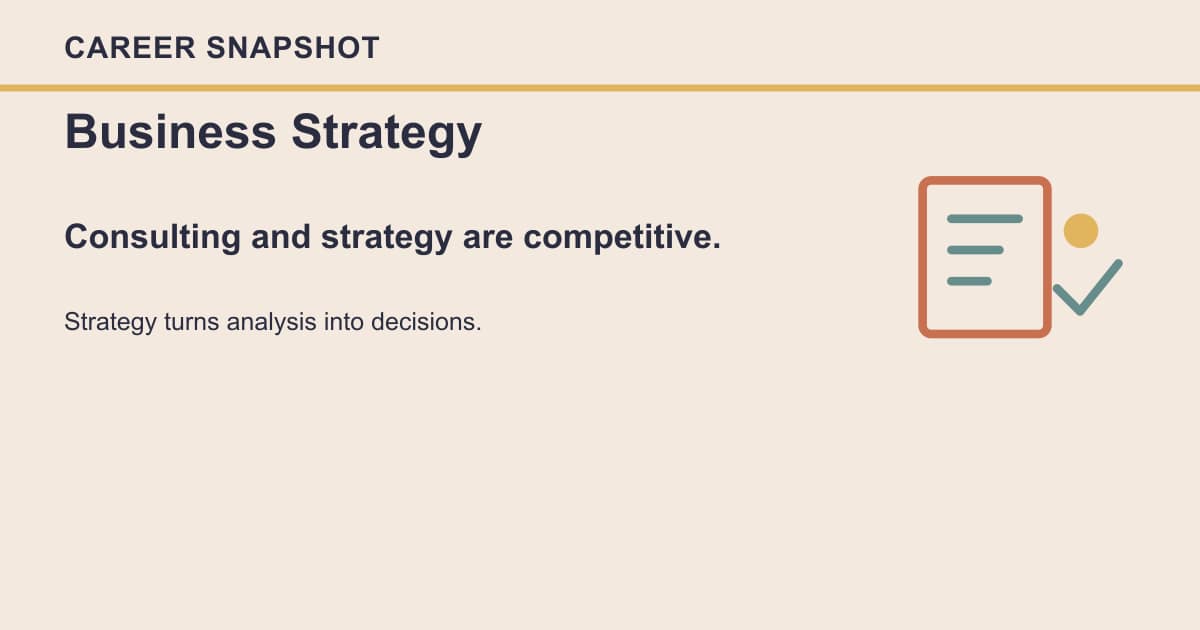 CAREER SNAPSHOT
Business Strategy
Consulting and strategy are competitive.
Strategy turns analysis into decisions.